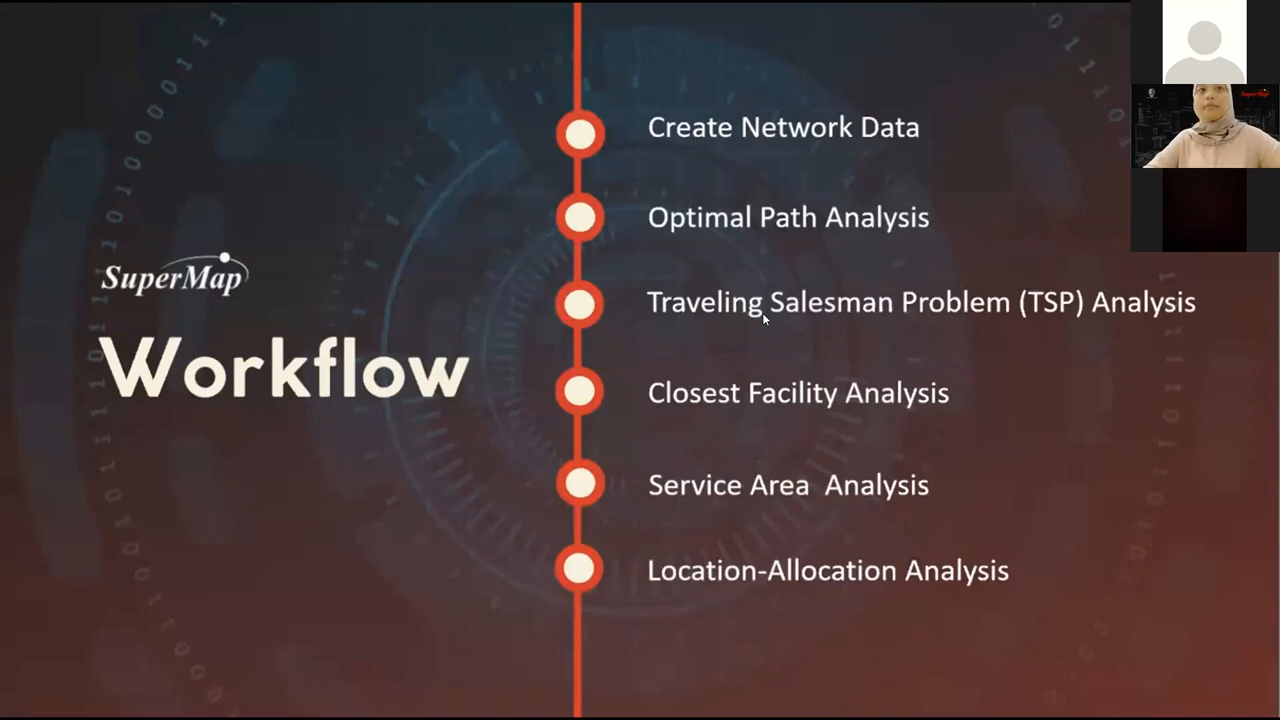 SuperMap
Workflow
Create Network Data
Optimal Path Analysis
Traveling Salesman Problem (TSP) Analysis
Closest Facility Analysis
Service Area Analysis
Location-Allocation Analysis
SuperMap